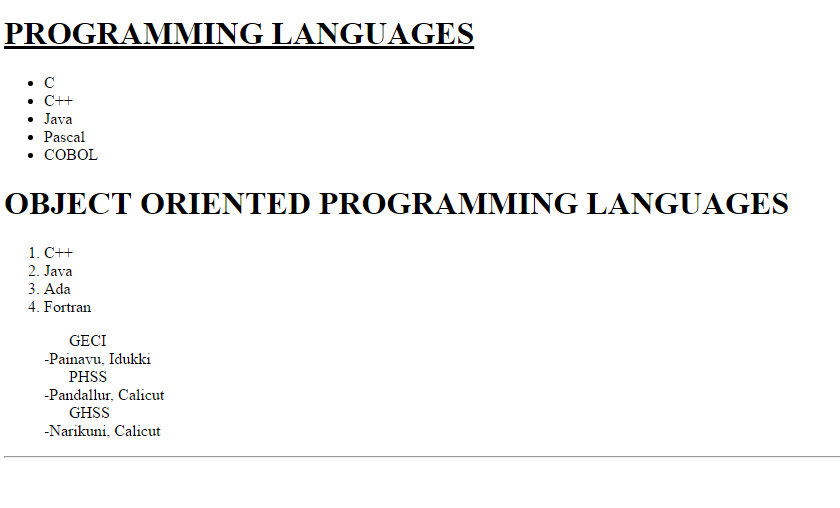 PROGRAMMING LANGUAGES
• C
• C++
• Java
• Pascal
• COBOL
OBJECT ORIENTED PROGRAMMING LANGUAGES
1. C++
2. Java
3. Ada
4. Fortran
GECI
-Painavu, Idukki
PHSS
-Pandallur, Calicut
GHSS
-Narikuni, Calicut